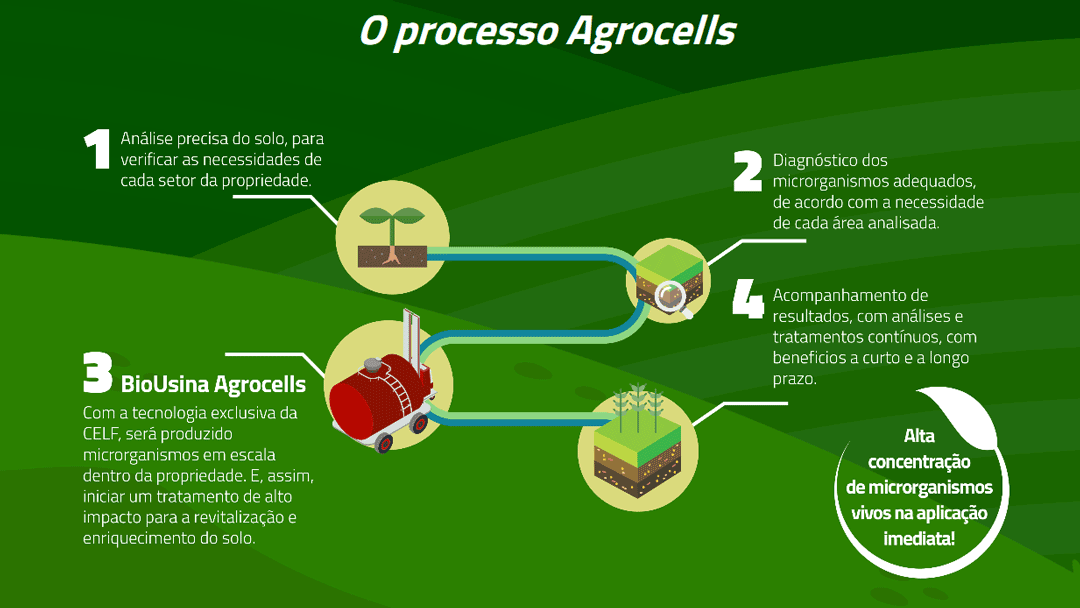 O processo Agrocells
1
Análise precisa do solo, para
verificar as necessidades de
cada setor da propriedade.
2
Diagnóstico dos
microrganismos adequados,
de acordo com a necessidade
de cada área analisada.
3
BioUsina Agrocells
Com a tecnologia exclusiva da
CELF, será produzido
microrganismos em escala
dentro da propriedade. E, assim,
iniciar um tratamento de alto
impacto para a revitalização e
enriquecimento do solo.
4
Acompanhamento de
resultados, com análises e
tratamentos contínuos, com
beneficios a curto e a longo
prazo.
Alta
concentração
de microrganismos
vivos na aplicação
imediata!